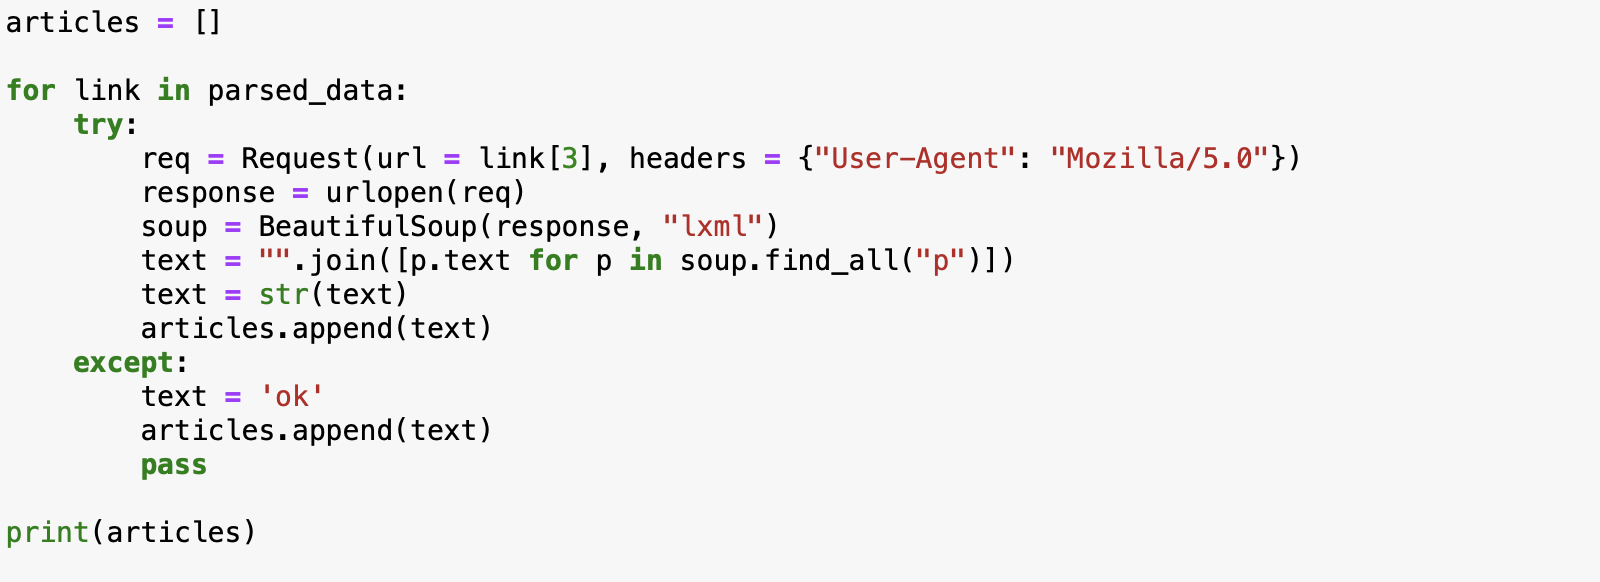 articles = []
for link in parsed_data:
    try:
        req = Request(url = link[3], headers = {"User-Agent": "Mozilla/5.0"})
        response = urlopen(req)
        soup = BeautifulSoup(response, "lxml")
        text = "".join([p.text for p in soup.find_all("p")])
        text = str(text)
        articles.append(text)
    except:
        text = 'ok'
        articles.append(text)
        pass
print(articles)